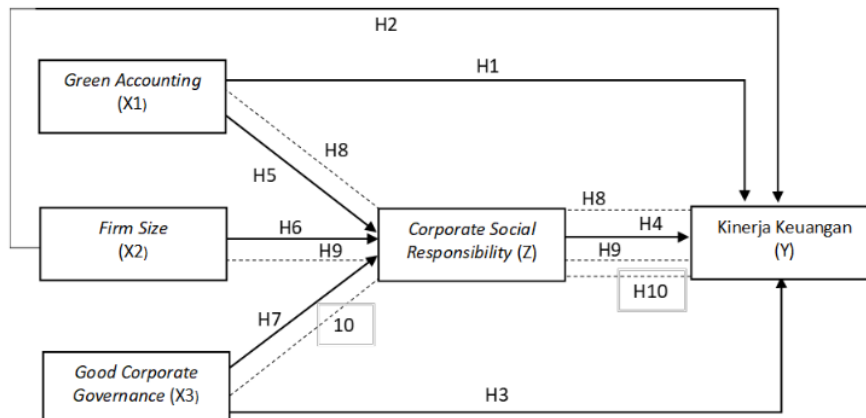 H2
Green Accounting
(X1)
H1
H8
H5
Firm Size
(X2)
H6
H9
Corporate Social
Responsibility (Z)
H8
H4
H9
H10
Kinerja Keuangan
(Y)
H7
10
Good Corporate
Governance (X3)
H3